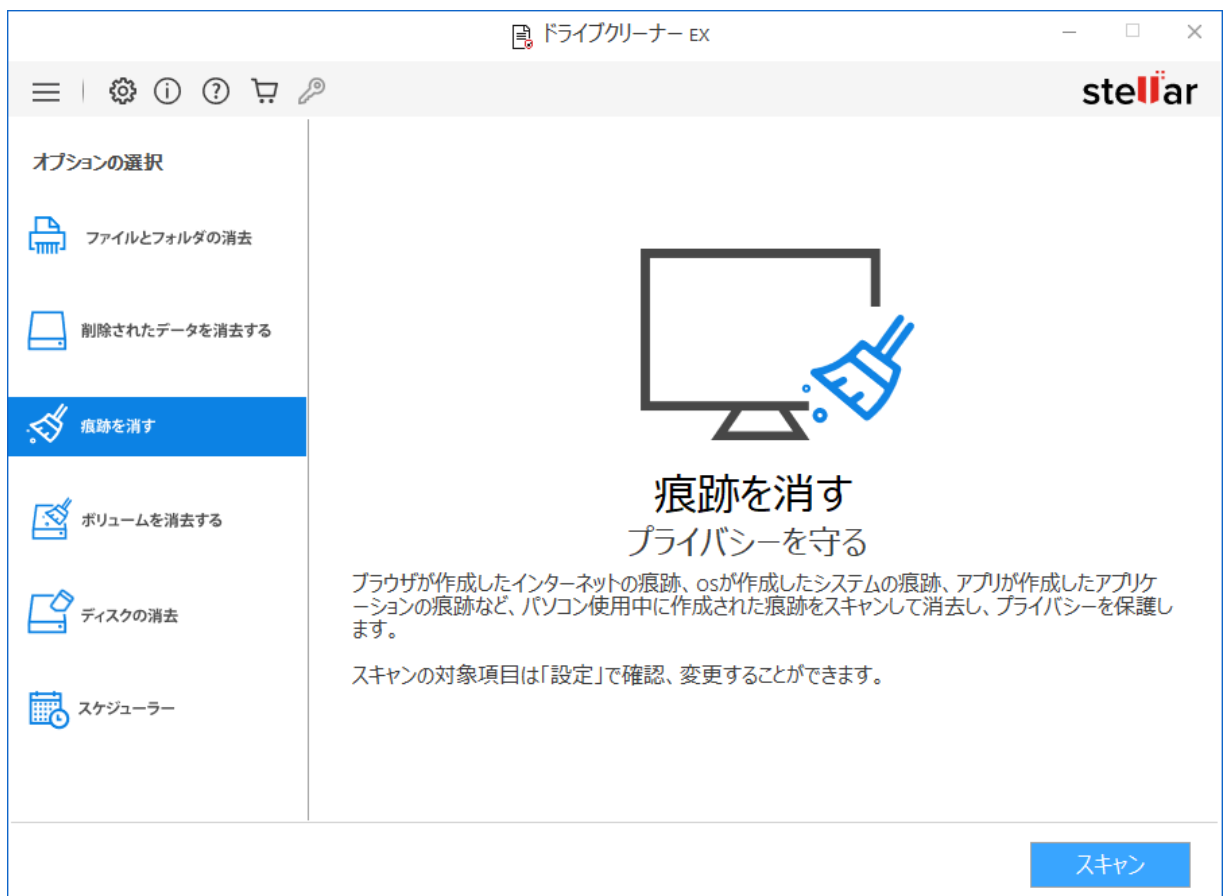 ドライブクリーナー EX
stellar
オプションの選択
ファイルとフォルダの消去
削除されたデータを消去する
痕跡を消す
ボリュームを消去する
ディスクの消去
スケジューラー
痕跡を消す
プライバシーを守る
ブラウザが作成したインターネットの痕跡、osが作成したシステムの痕跡、アプリが作成したアプリケ
ーションの痕跡など、パソコン使用中に作成された痕跡をスキャンして消去し、プライバシーを保護し
ます。
スキャンの対象項目は「設定」で確認、変更することができます。
スキャン